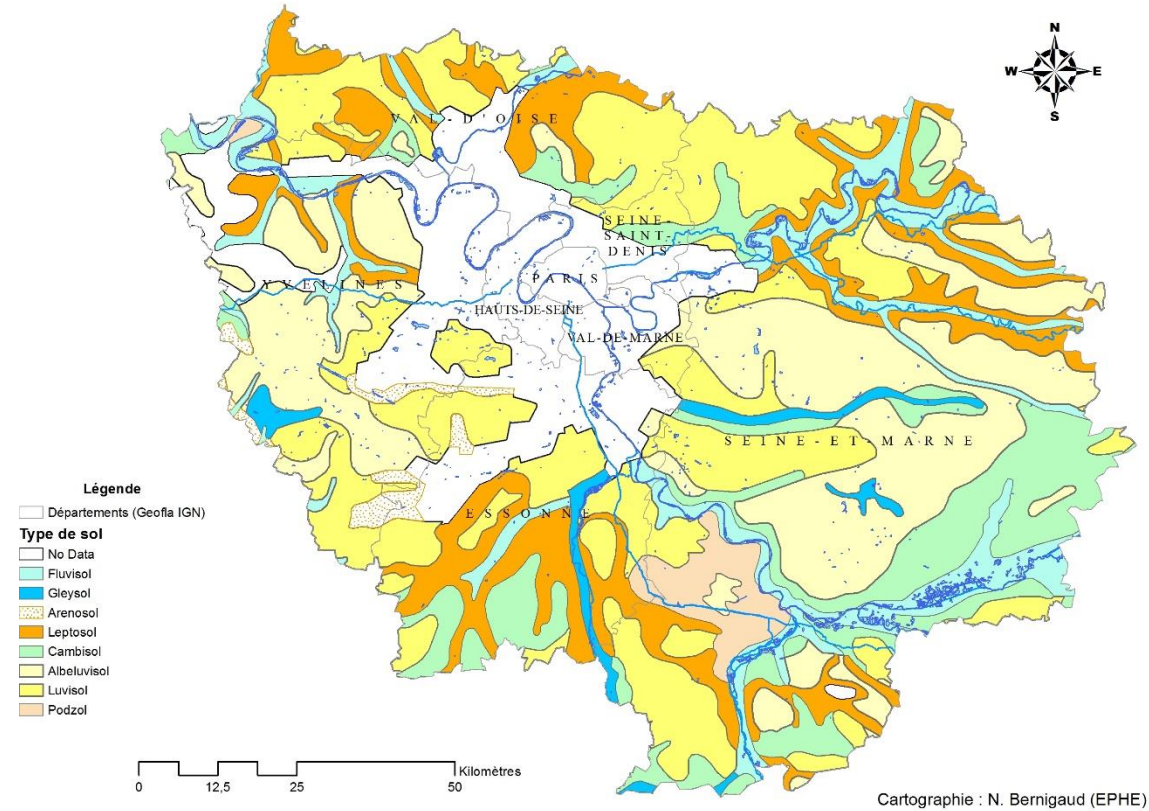 N
W E
S
VAL-D'OISE
SEINE-
SAINT-
DENIS
PARIS
YVELINES
HAUTS-DE-SEINE
VAL-DE-MARNE
SEINE-ET-MARNE
ESSONNE
Légende
Départements (Geofla IGN)
Type de sol
No Data
Fluvisol
Gleysol
Arenosol
Leptosol
Cambisol
Albeluvisol
Luvisol
Podzol
Kilomètres
0 12,5 25 50
Cartographie : N. Bernigaud (EPHE)